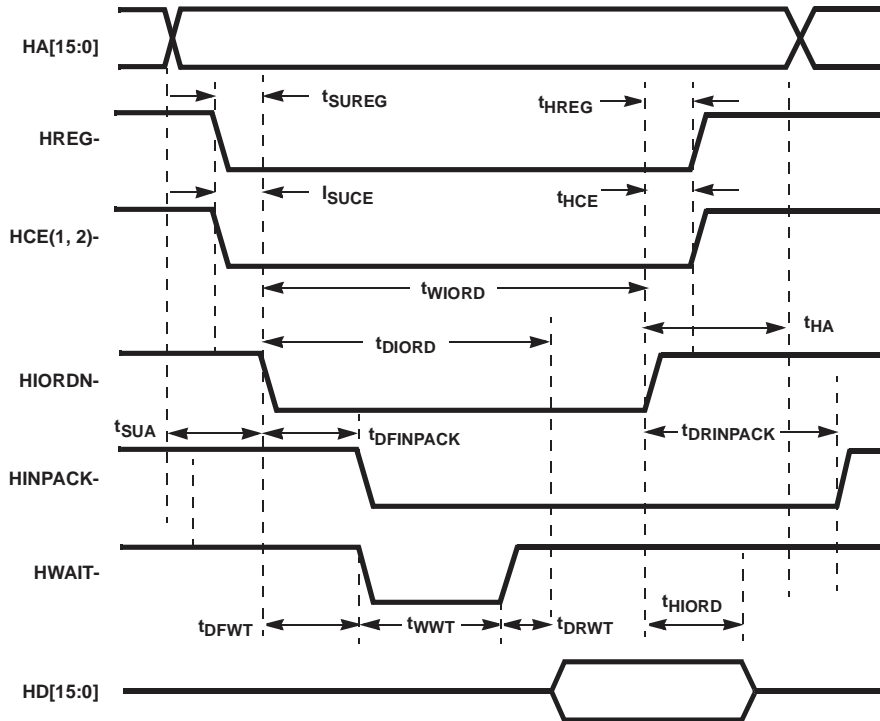 HA[15:0]
tSUREG
tHREG
HREG-
ISUCE
tHCE
HCE(1, 2)-
tWIORD
tHA
tDIORD
HIORDN-
tSUA
tDFINPACK
tDRINPACK
HINPACK-
HWAIT-
tHIORD
tDFWT
tWWT
tDRWT
HD[15:0]